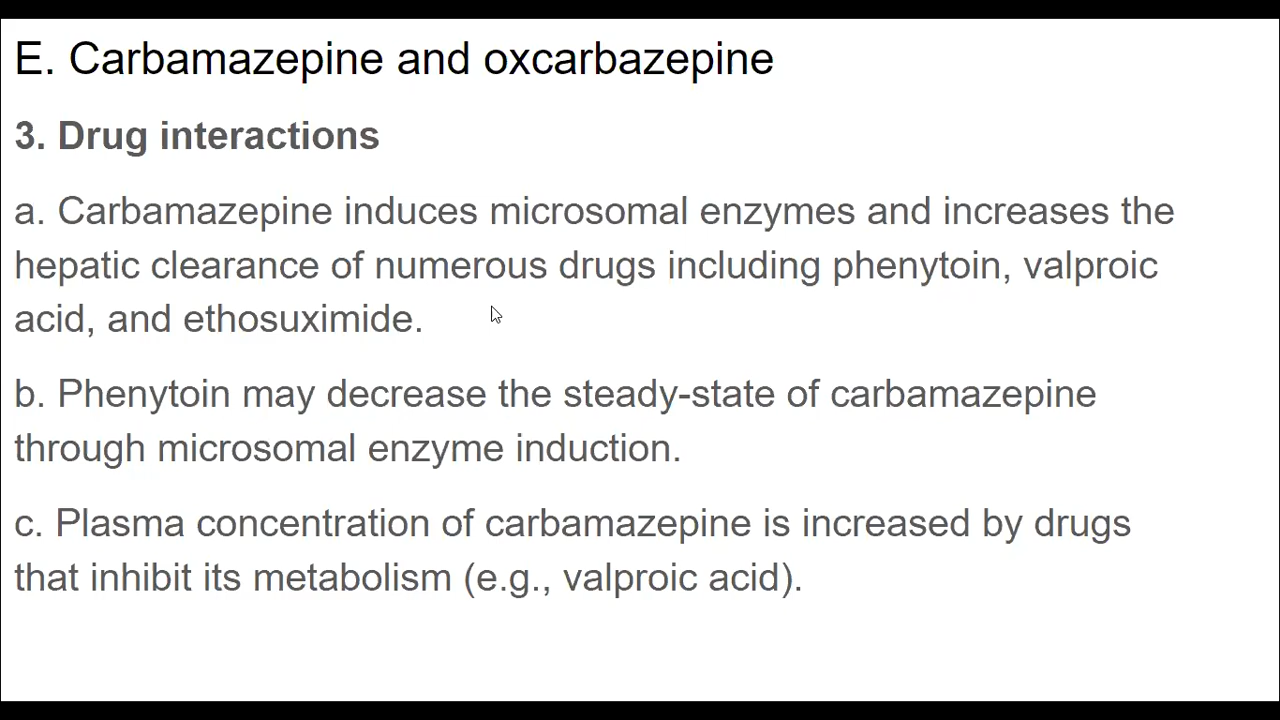 E. Carbamazepine and oxcarbazepine
3. Drug interactions
a. Carbamazepine induces microsomal enzymes and increases the
hepatic clearance of numerous drugs including phenytoin, valproic
acid, and ethosuximide.
b. Phenytoin may decrease the steady-state of carbamazepine
through microsomal enzyme induction.
c. Plasma concentration of carbamazepine is increased by drugs
that inhibit its metabolism (e.g., valproic acid).